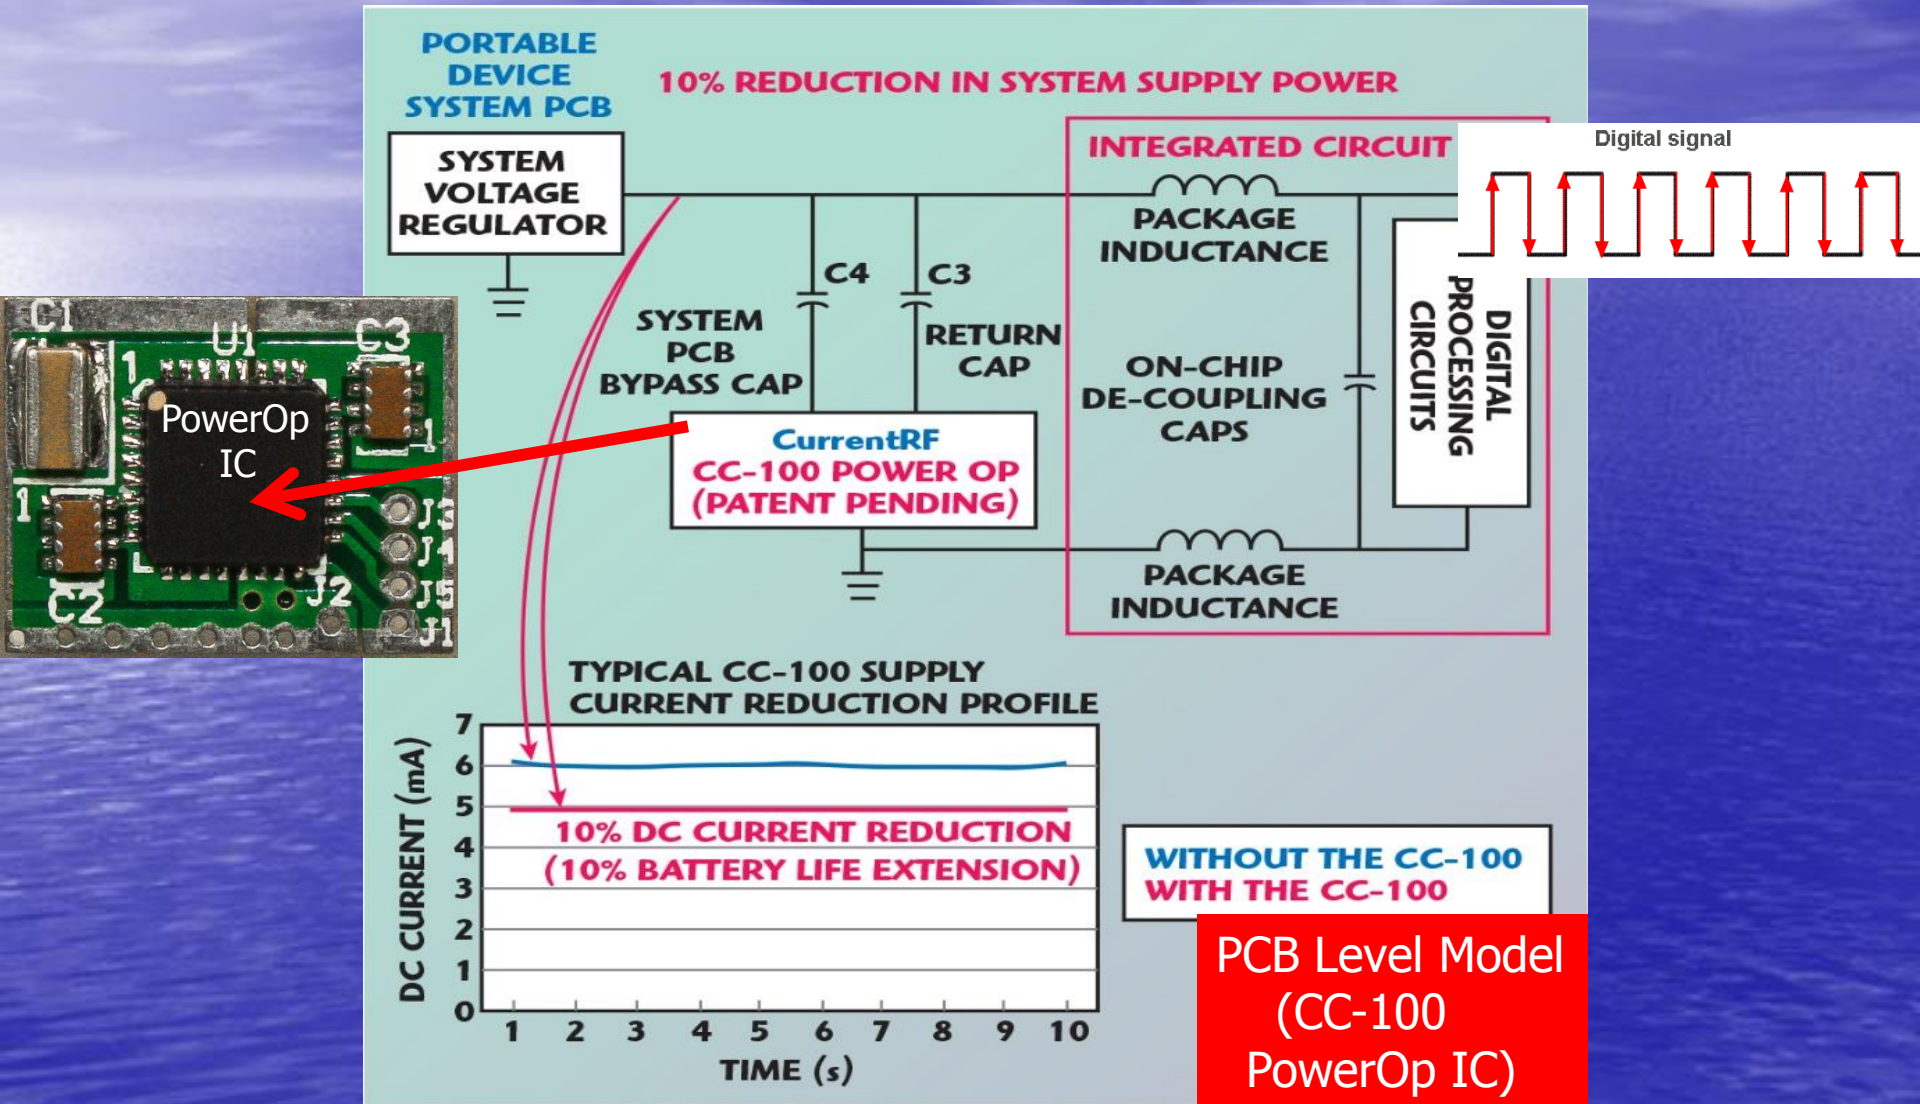 PORTABLE
DEVICE
SYSTEM PCB
10% REDUCTION IN SYSTEM SUPPLY POWER
SYSTEM
VOLTAGE
REGULATOR
INTEGRATED CIRCUIT
Digital signal
PACKAGE
INDUCTANCE
C4
C3
SYSTEM
PCB
BYPASS CAP
RETURN
CAP
ON-CHIP
DE-COUPLING
CAPS
DIGITAL
PROCESSING
CIRCUITS
CurrentRF
CC-100 POWER OP
(PATENT PENDING)
PACKAGE
INDUCTANCE
C1
U1
C3
1
PowerOp
IC
1
1
C2
J2
J3
J4
J5
J1
TYPICAL CC-100 SUPPLY
CURRENT REDUCTION PROFILE
DC CURRENT (mA)
7
6
5
4
3
2
1
0
10% DC CURRENT REDUCTION
(10% BATTERY LIFE EXTENSION)
1 2 3 4 5 6 7 8 9 10
TIME (s)
WITHOUT THE CC-100
WITH THE CC-100
PCB Level Model
(CC-100
PowerOp IC)